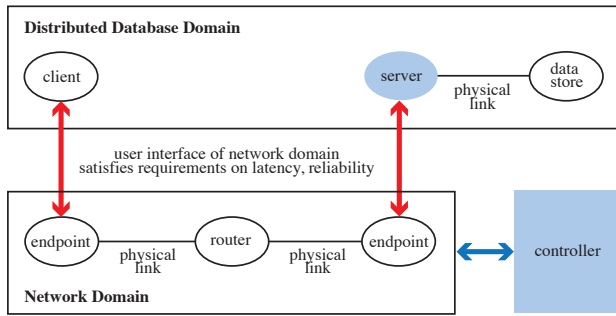 Distributed Database Domain
client
server
physical
link
data
store
user interface of network domain
satisfies requirements on latency, reliability
endpoint
physical
link
router
physical
link
endpoint
controller
Network Domain